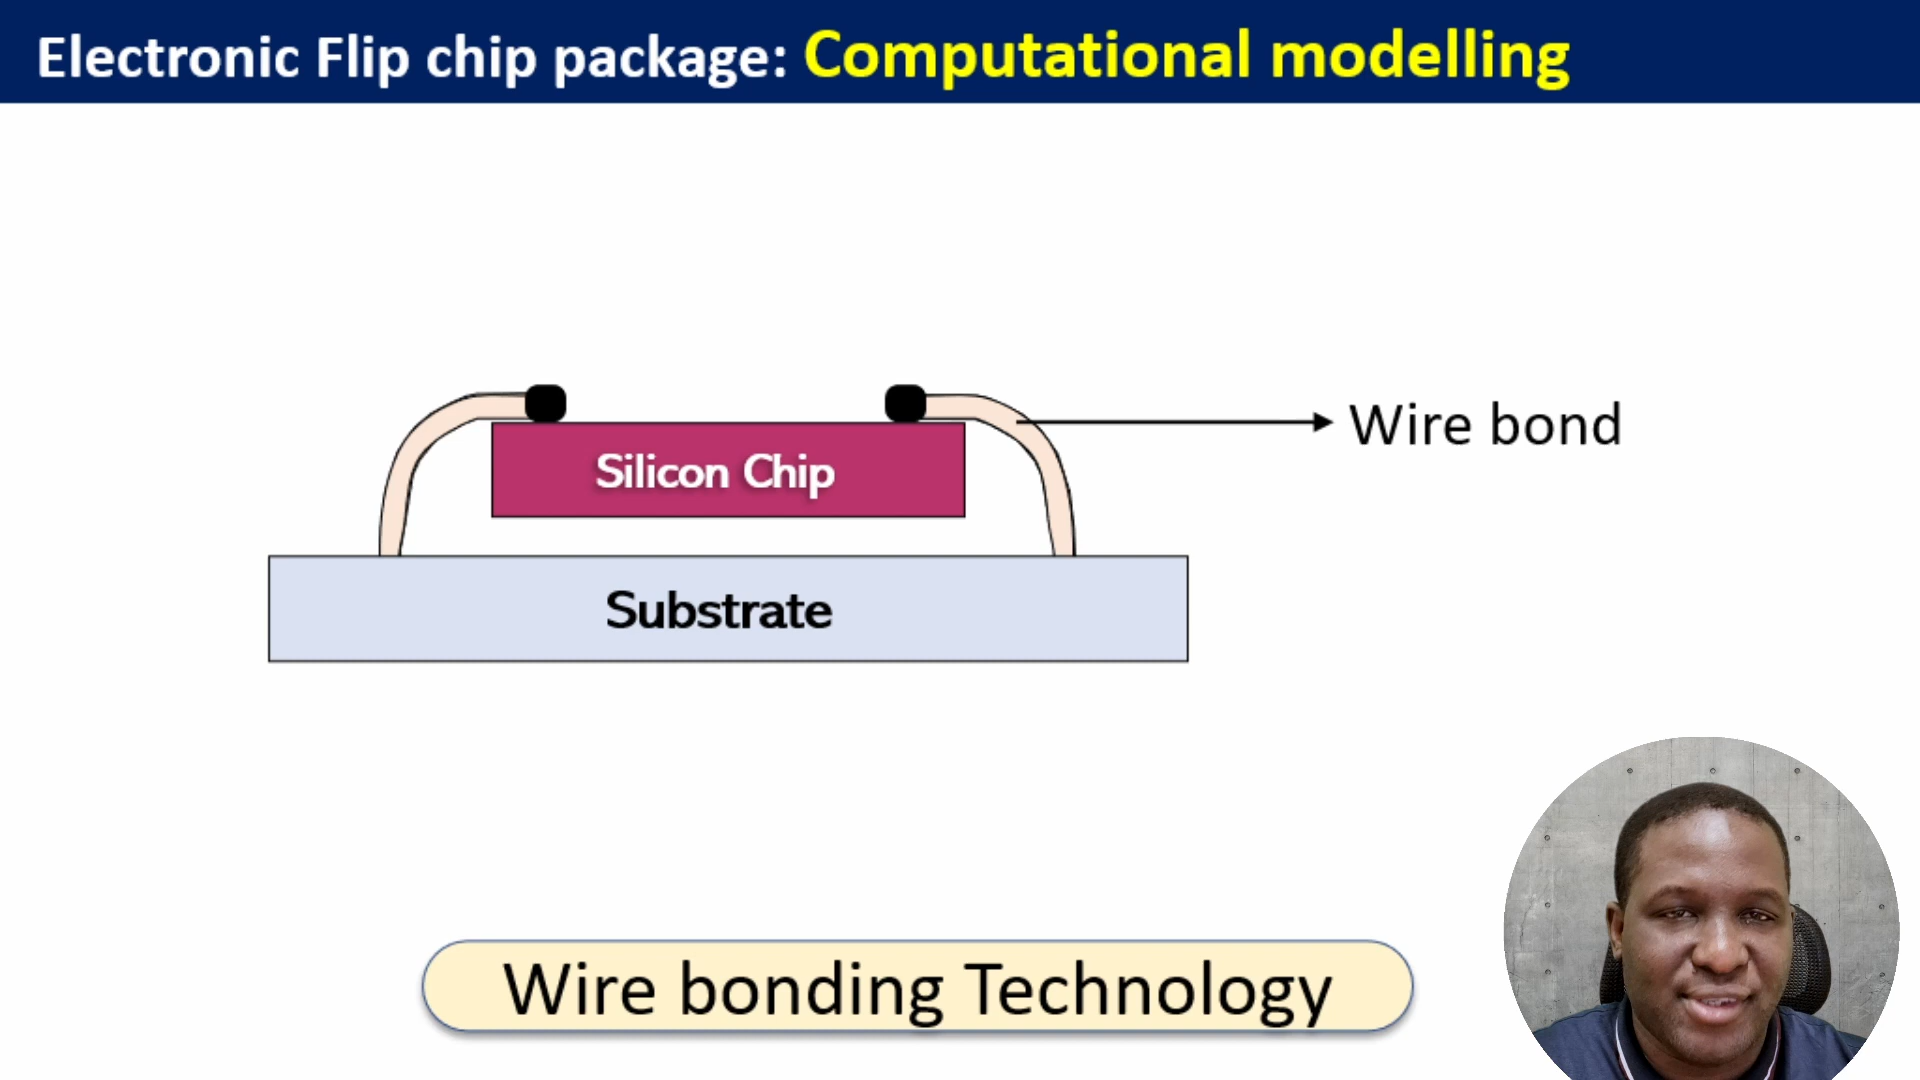 Electronic Flip chip package: Computational modelling
Wire bond
Silicon Chip
Substrate
Wire bonding Technology